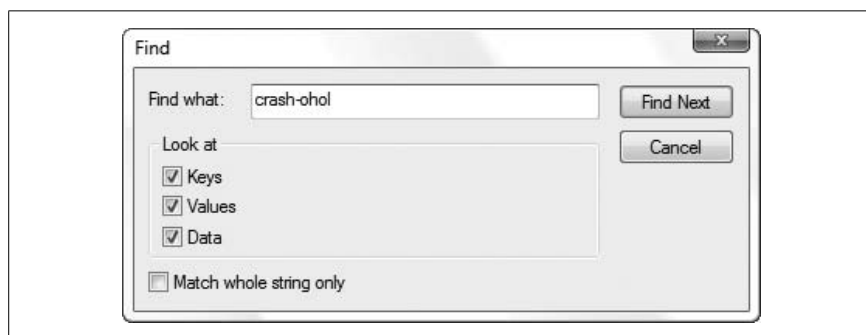 Find
Find what: crash-ohol Find Next
Look at Cancel
Keys
Values
Data
Match whole string only